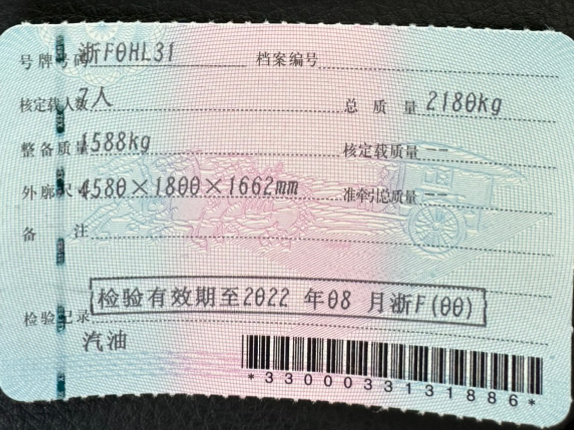 号牌号码 浙F0HL31 档案编号
核定载人数 7人 总质量 2180kg
整备质量 1588kg 核定载质量 --
外廓尺寸 4580×1800×1662mm 准牵引总质量 --
备注
检验记录 检验有效期至2022 年08 月浙F(00)
汽油
*3300033131886*